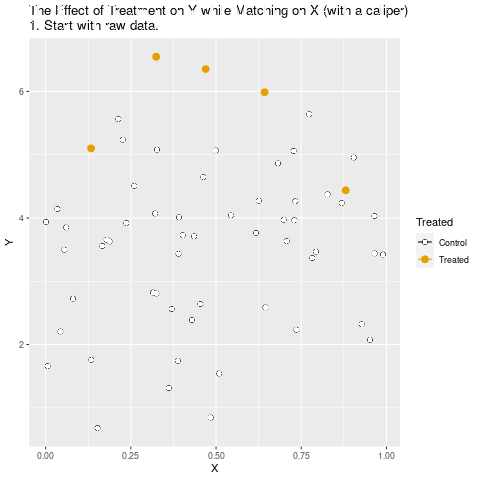 The Effect of Treatment on Y while Matching on X (with a caliper)
1. Start with raw data.
6
4
2
Y
0.00 0.25 0.50 0.75 1.00
X
Treated
Control
Treated